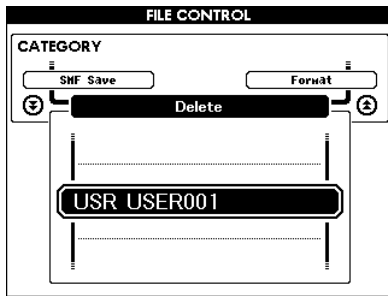 FILE CONTROL
CATEGORY
SMF Save
Format
Delete
USR USER001